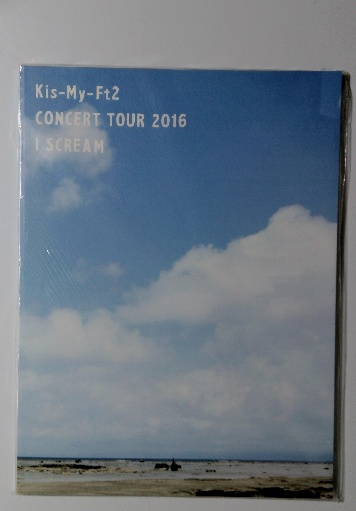 Kis-My-Ft2
CONCERT TOUR 2016
I SCREAM